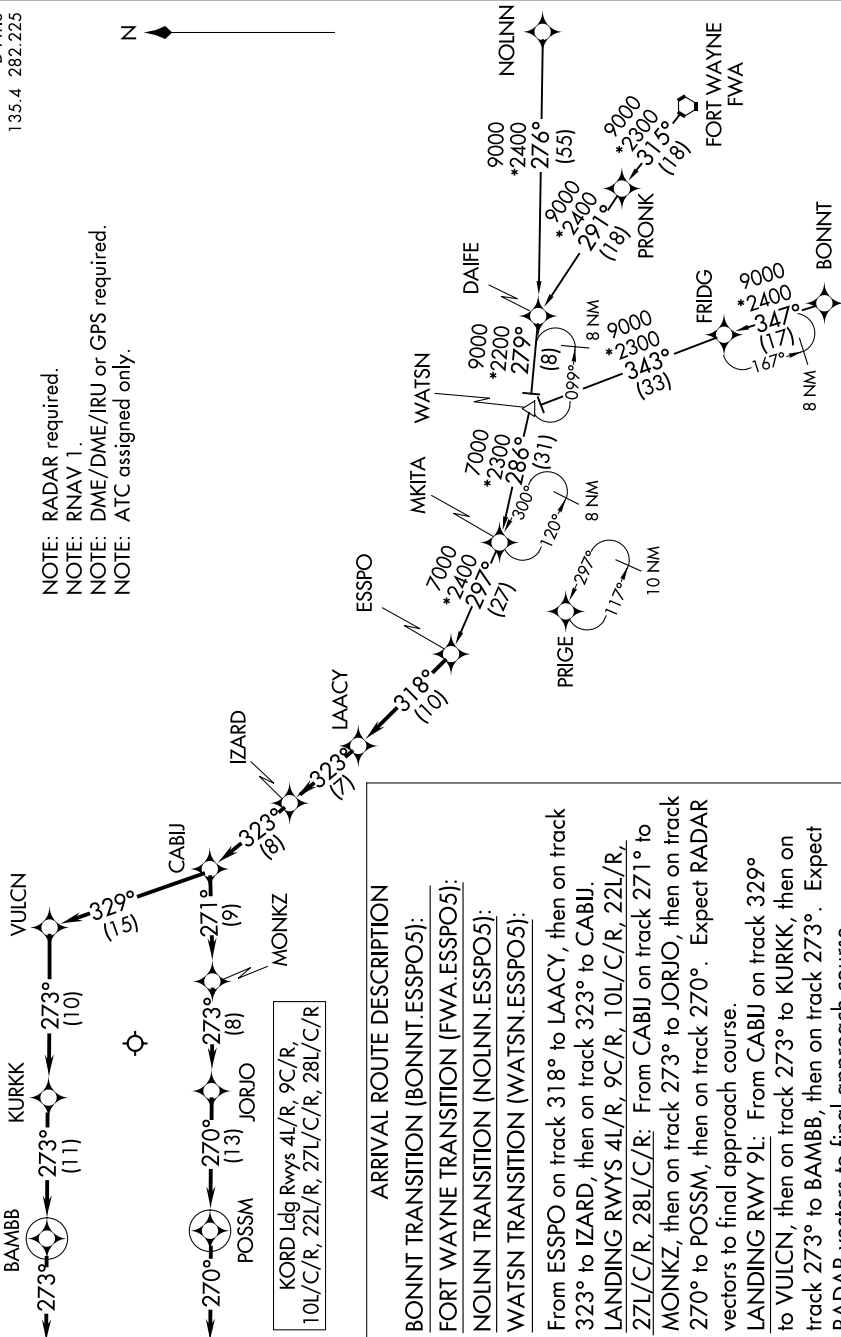 135.4 282.225
N
NOTE: RADAR required.
NOTE: RNAV 1.
NOTE: DME/DME/IRU or GPS required.
NOTE: ATC assigned only.
NOLNN
9000
*2400
276°
(55)
FORT WAYNE
FWA
9000
*2300
315°
(18)
PRONK
9000
*2400
291°
(18)
DAIFE
9000
*2200
279°
(8)
8 NM
099°
WATSN
BONNT
9000
*2400
347°
(17)
167°
8 NM
FRIDG
9000
*2300
343°
(33)
7000
*2300
286°
(31)
MKITA
300°
120°
8 NM
7000
*2400
297°
(27)
ESSPO
PRIGE
297°
117°
10 NM
318°
(10)
LAACY
323°
(7)
IZARD
323°
(8)
CABIJ
329°
(15)
VULCN
273°
(10)
KURKK
273°
(11)
BAMBB
273°
271°
(9)
MONKZ
273°
(8)
JORJO
270°
(13)
POSSM
270°
KORD Ldg Rwys 4L/R, 9C/R,
10L/C/R, 22L/R, 27L/C/R, 28L/C/R
ARRIVAL ROUTE DESCRIPTION
BONNT TRANSITION (BONNT.ESSPO5):
FORT WAYNE TRANSITION (FWA.ESSPO5):
NOLNN TRANSITION (NOLNN.ESSPO5):
WATSN TRANSITION (WATSN.ESSPO5):
From ESSPO on track 318° to LAACY, then on track
323° to IZARD, then on track 323° to CABIJ.
LANDING RWYS 4L/R, 9C/R, 10L/C/R, 22L/R,
27L/C/R, 28L/C/R: From CABIJ on track 271° to
MONKZ, then on track 273° to JORJO, then on track
270° to POSSM, then on track 270°. Expect RADAR
vectors to final approach course.
LANDING RWY 9L: From CABIJ on track 329°
to VULCN, then on track 273° to KURKK, then on
track 273° to BAMBB, then on track 273°. Expect
RADAR vectors to final approach course.